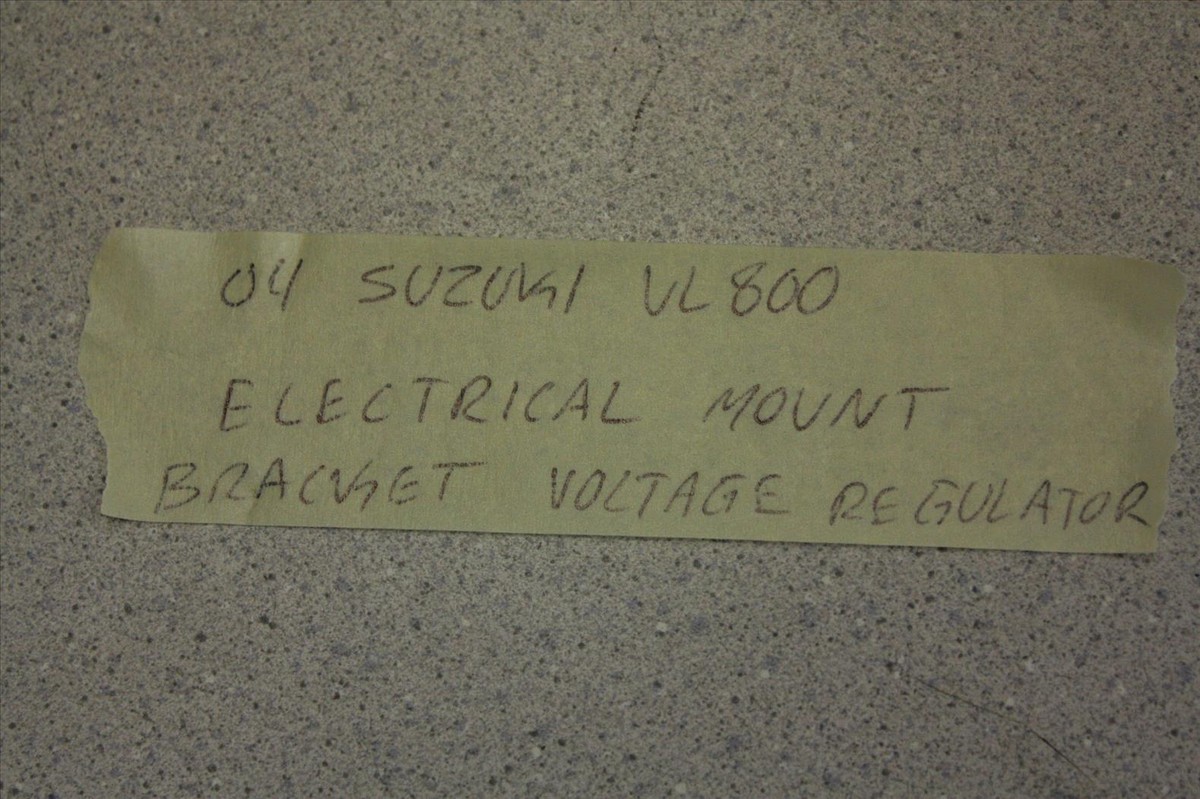 04 SUZUKI VL800
ELECTRICAL MOUNT
BRACKET VOLTAGE REGULATOR